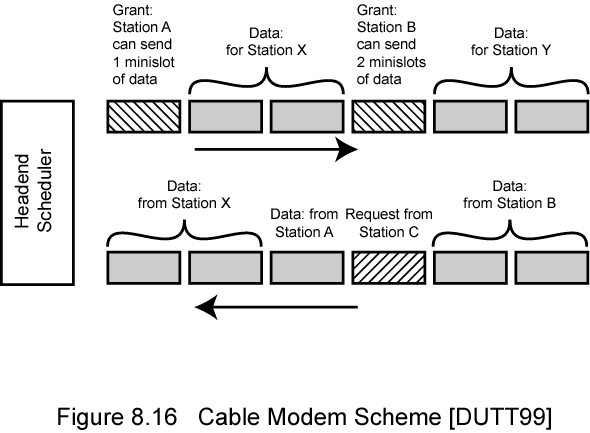 Grant:
Station A
can send
1 minislot
of data
Data:
for Station X
Grant:
Station B
can send
2 minislots
of data
Data:
for Station Y
Headend
Scheduler
Data:
from Station X
Data: from
Station A
Request from
Station C
Data:
from Station B
Figure 8.16 Cable Modem Scheme [DUTT99]